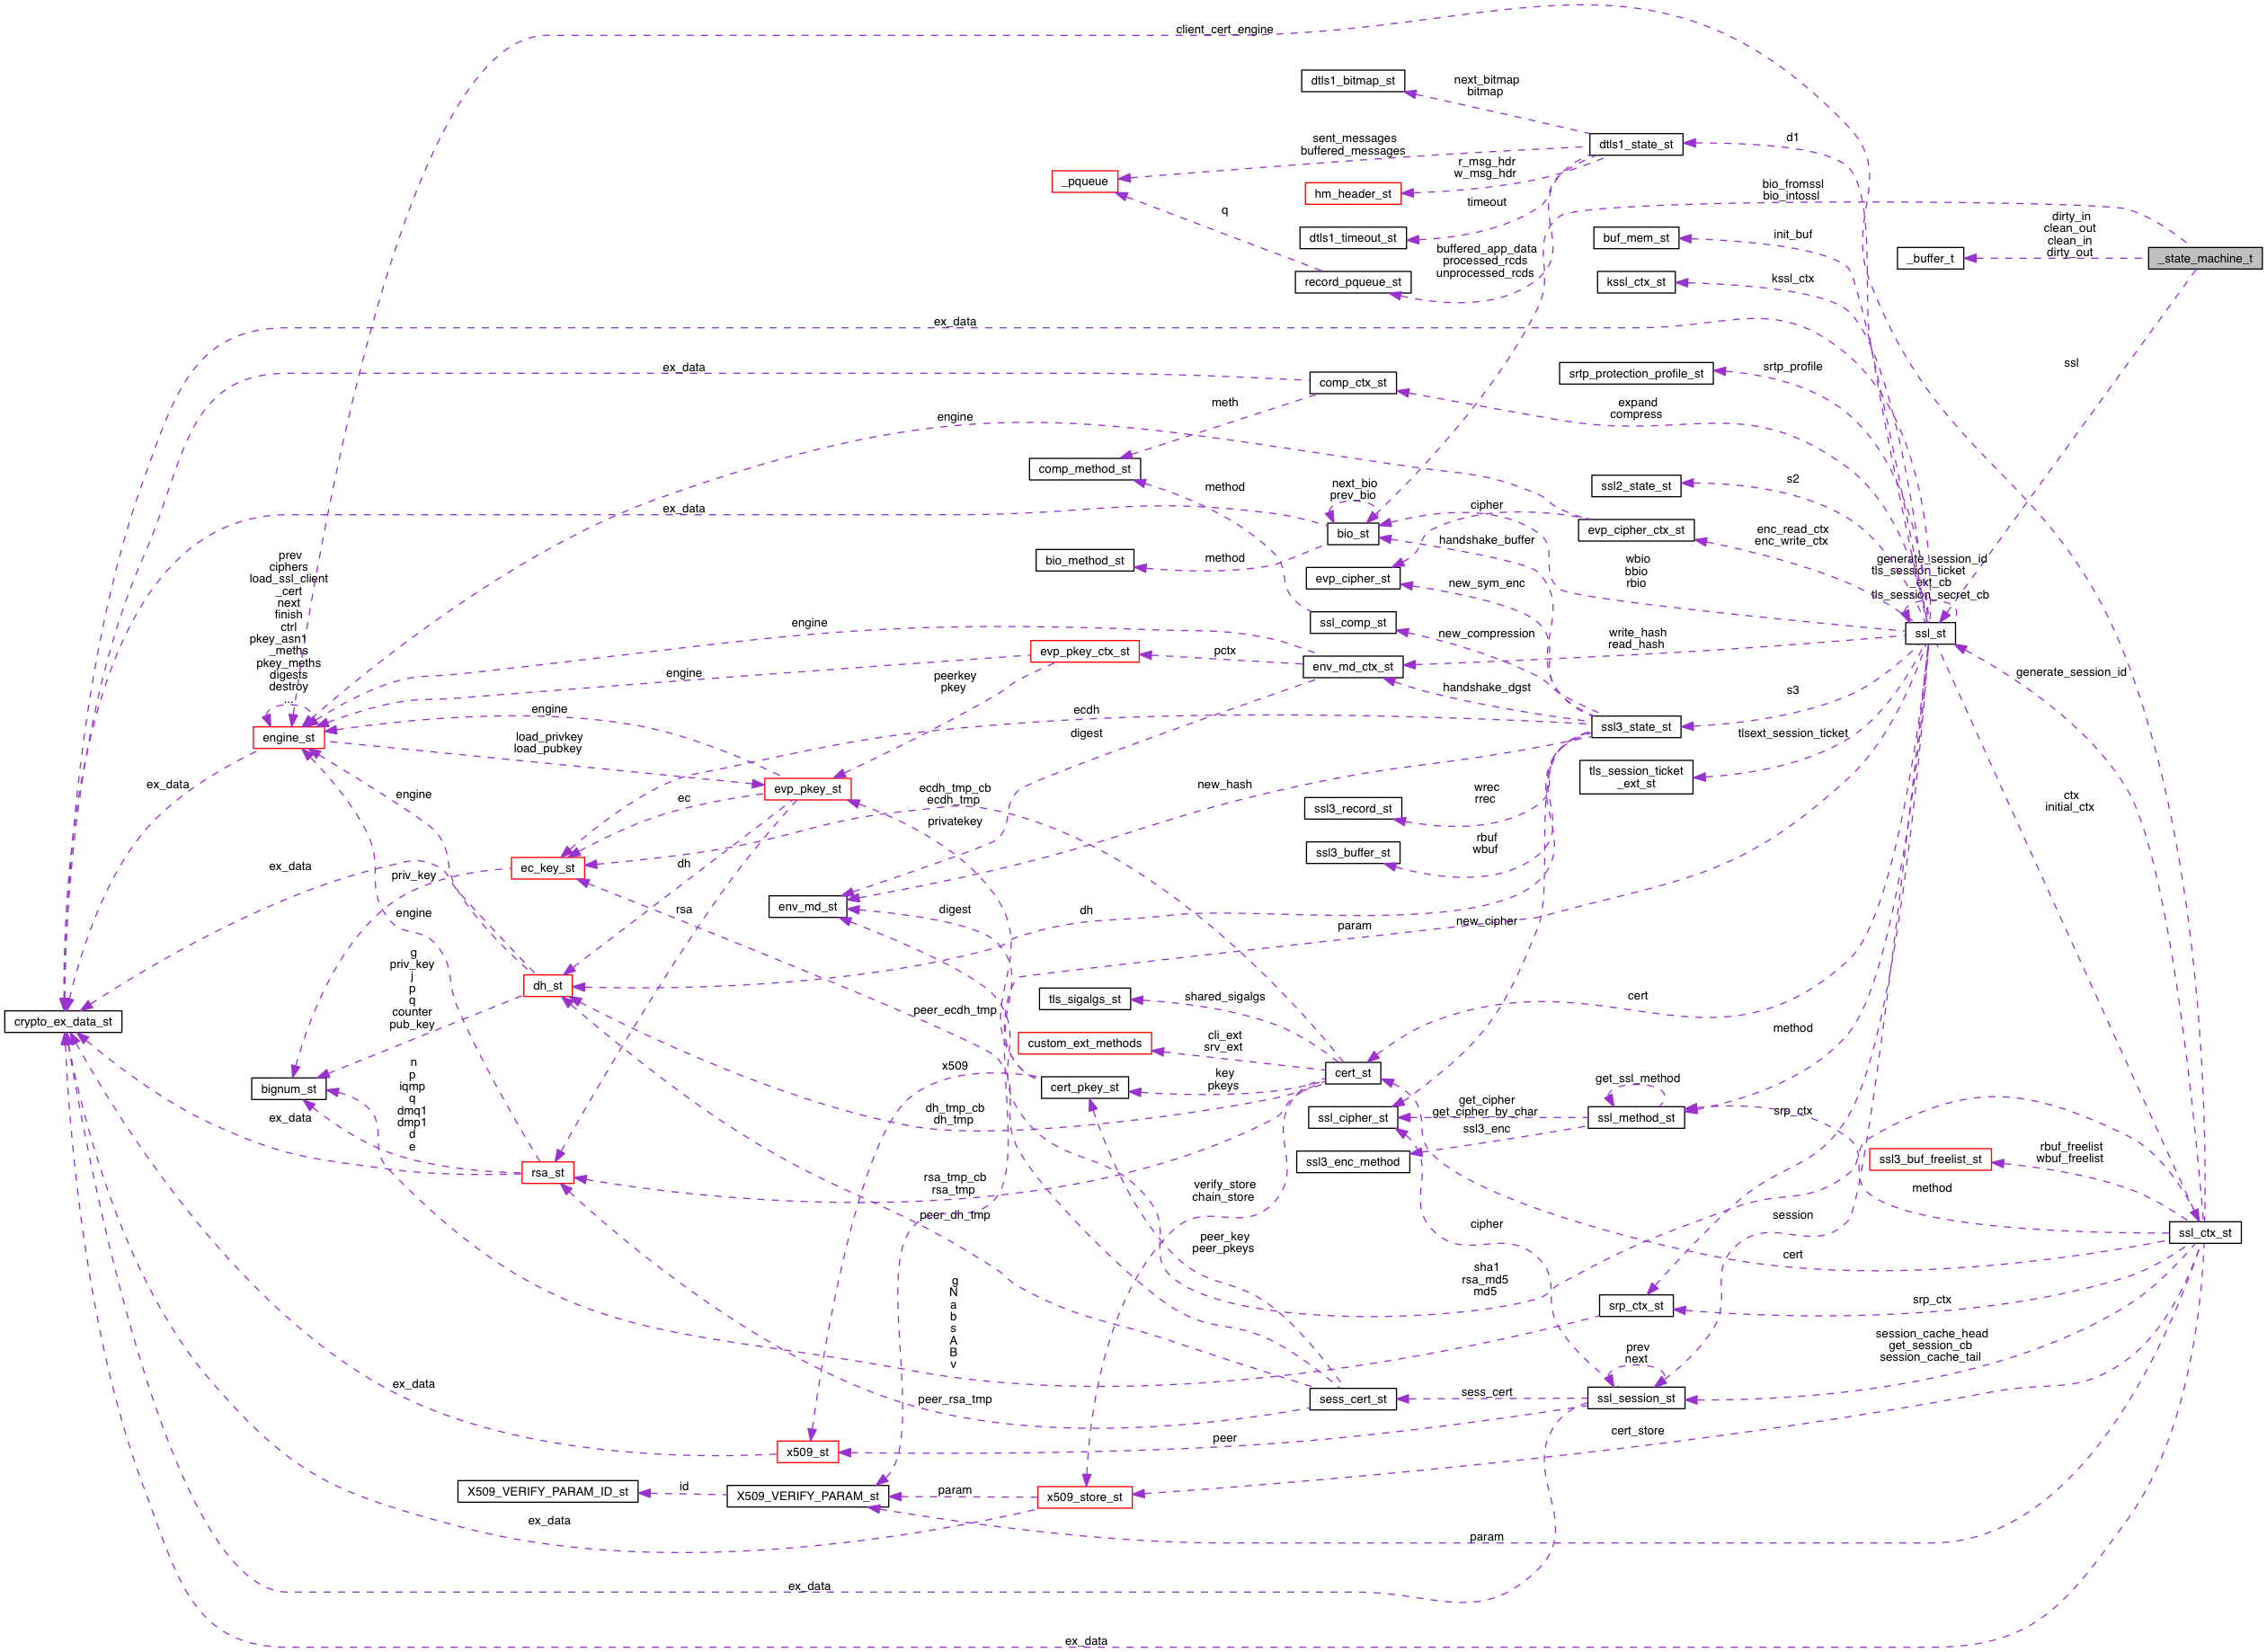 client_cert_engine
dtls1_bitmap_st
next_bitmap
bitmap
dtls1_state_st
d1
sent_messages
buffered_messages
_pqueue
r_msg_hdr
w_msg_hdr
hm_header_st
bio_fromssl
bio_intossl
timeout
q
dtls1_timeout_st
buf_mem_st
init_buf
_buffer_t
dirty_in
clean_out
clean_in
dirty_out
_state_machine_t
buffered_app_data
processed_rcds
unprocessed_rcds
record_pqueue_st
kssl_ctx_st
kssl_ctx
ex_data
ssl
ex_data
comp_ctx_st
srtp_protection_profile_st
srtp_profile
meth
expand
compress
engine
comp_method_st
method
next_bio
prev_bio
ssl2_state_st
s2
ex_data
cipher
bio_st
evp_cipher_ctx_st
enc_read_ctx
enc_write_ctx
handshake_buffer
bio_method_st
method
evp_cipher_st
new_sym_enc
wbio
bbio
rbio
generate_session_id
tls_session_ticket
_ext_cb
tls_session_secret_cb
prev
ciphers
load_ssl_client
_cert
next
finish
ctrl
pkey_asn1
_meths
pkey_meths
digests
destroy
...
engine
ssl_comp_st
new_compression
write_hash
read_hash
ssl_st
evp_pkey_ctx_st
pctx
env_md_ctx_st
engine
peerkey
pkey
handshake_dgst
s3
generate_session_id
engine
ecdh
digest
ssl3_state_st
engine_st
load_privkey
load_pubkey
tlsext_session_ticket
ex_data
evp_pkey_st
new_hash
tls_session_ticket
_ext_st
engine
ec
ecdh_tmp_cb
ecdh_tmp
wrec
rrec
ssl3_record_st
ctx
initial_ctx
privatekey
rbuf
wbuf
ssl3_buffer_st
ex_data
ec_key_st
dh
priv_key
engine
rsa
env_md_st
digest
dh
param
new_cipher
g
priv_key
j
p
q
counter
pub_key
dh_st
crypto_ex_data_st
peer_ecdh_tmp
tls_sigalgs_st
shared_sigalgs
cert
method
custom_ext_methods
cli_ext
srv_ext
n
p
iqmp
q
dmq1
dmp1
d
e
bignum_st
x509
cert_pkey_st
key
pkeys
cert_st
get_ssl_method
ex_data
dh_tmp_cb
dh_tmp
ssl_cipher_st
get_cipher
get_cipher_by_char
ssl3_enc
ssl_method_st
srp_ctx
rsa_st
ssl3_enc_method
ssl3_buf_freelist_st
rbuf_freelist
wbuf_freelist
rsa_tmp_cb
rsa_tmp
verify_store
chain_store
method
peer_dh_tmp
cipher
session
ssl_ctx_st
peer_key
peer_pkeys
cert
sha1
rsa_md5
md5
g
N
a
b
s
A
B
v
srp_ctx_st
srp_ctx
session_cache_head
get_session_cb
session_cache_tail
prev
next
ex_data
peer_rsa_tmp
sess_cert_st
sess_cert
ssl_session_st
x509_st
peer
cert_store
X509_VERIFY_PARAM_ID_st
id
X509_VERIFY_PARAM_st
param
x509_store_st
ex_data
param
ex_data
ex_data